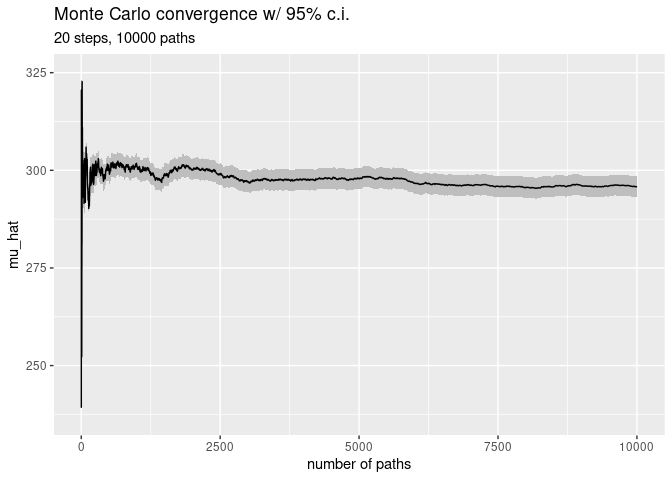 Monte Carlo convergence w/ 95% c.i.
20 steps, 10000 paths
325
300
275
250
mu_hat
0
2500
5000
7500
10000
number of paths